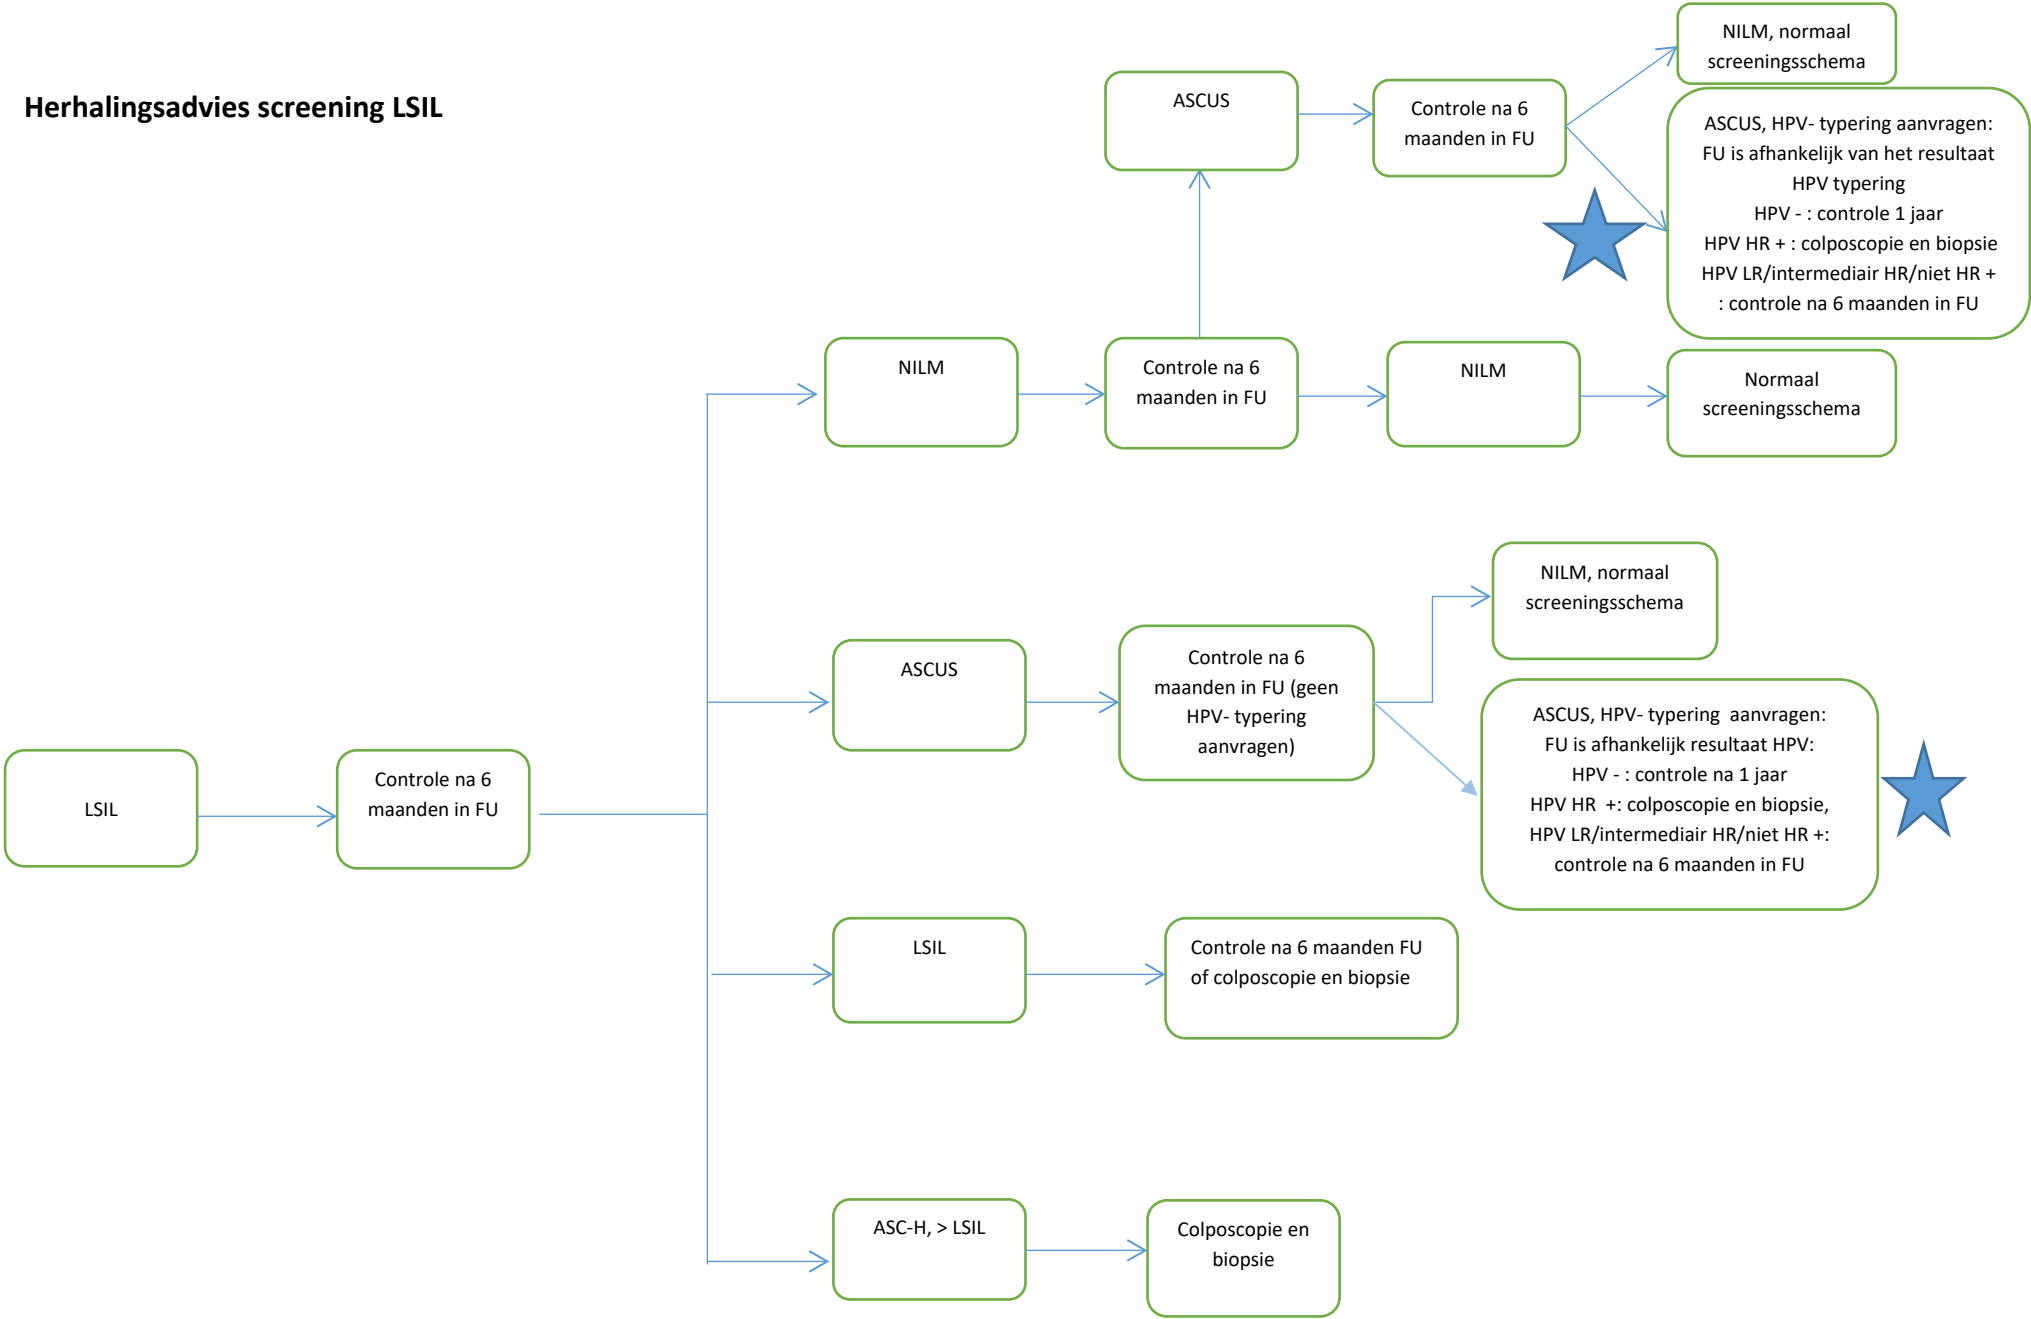 Herhalingsadvies screening LSIL
LSIL
Controle na 6
maanden in FU
NILM
Controle na 6
maanden in FU
ASCUS
Controle na 6
maanden in FU
NILM, normaal
screeningsschema
ASCUS, HPV- typering aanvragen:
FU is afhankelijk van het resultaat
HPV typering
HPV - : controle 1 jaar
HPV HR + : colposcopie en biopsie
HPV LR/intermediair HR/niet HR +
: controle na 6 maanden in FU
NILM
Normaal
screeningsschema
ASCUS
Controle na 6
maanden in FU (geen
HPV- typering
aanvragen)
NILM, normaal
screeningsschema
ASCUS, HPV- typering  aanvragen:
FU is afhankelijk resultaat HPV:
HPV - : controle na 1 jaar
HPV HR  +: colposcopie en biopsie,
HPV LR/intermediair HR/niet HR +:
controle na 6 maanden in FU
LSIL
Controle na 6 maanden FU
of colposcopie en biopsie
ASC-H, > LSIL
Colposcopie en
biopsie